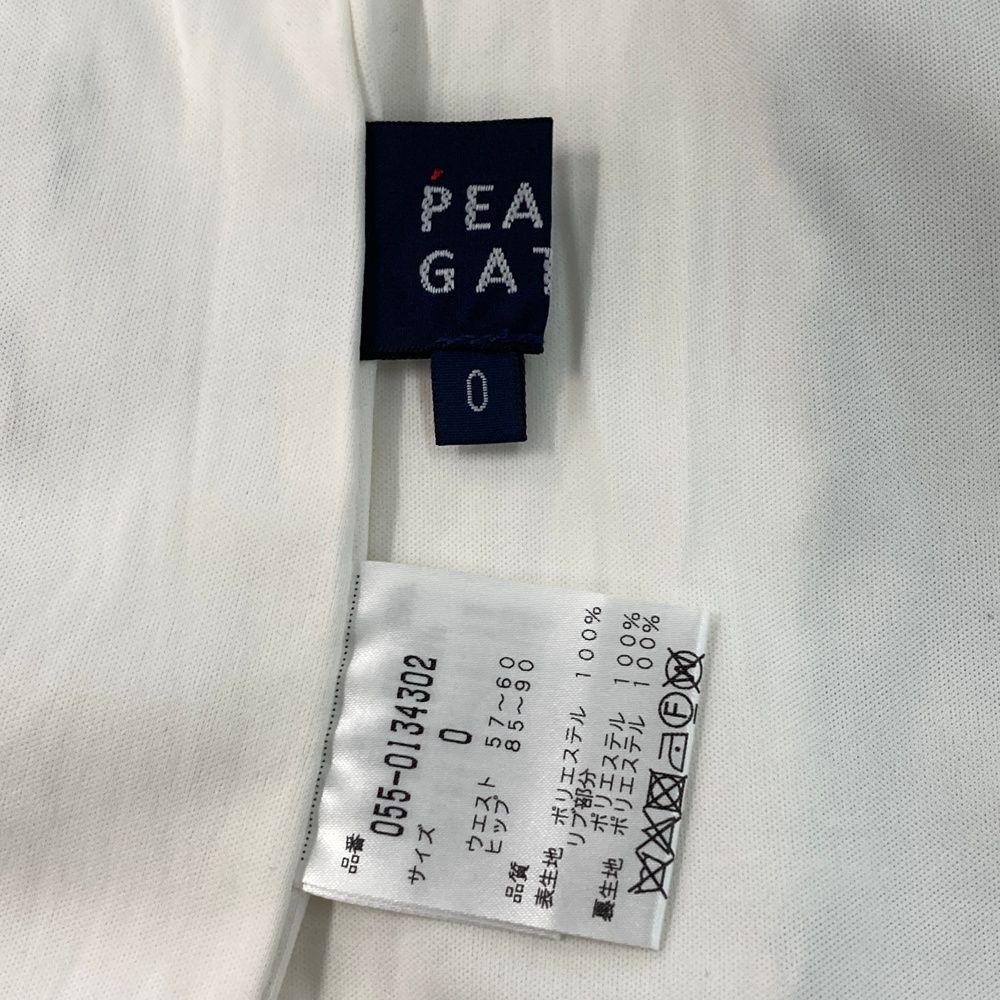 PEA
GAT
0
品番
055-0134302
サイズ 0
ウエスト 57～60
ヒップ 85～90
品質
表生地 ポリエステル 100%
リブ部分
ポリエステル 100%
裏生地 ポリエステル 100%
F
W